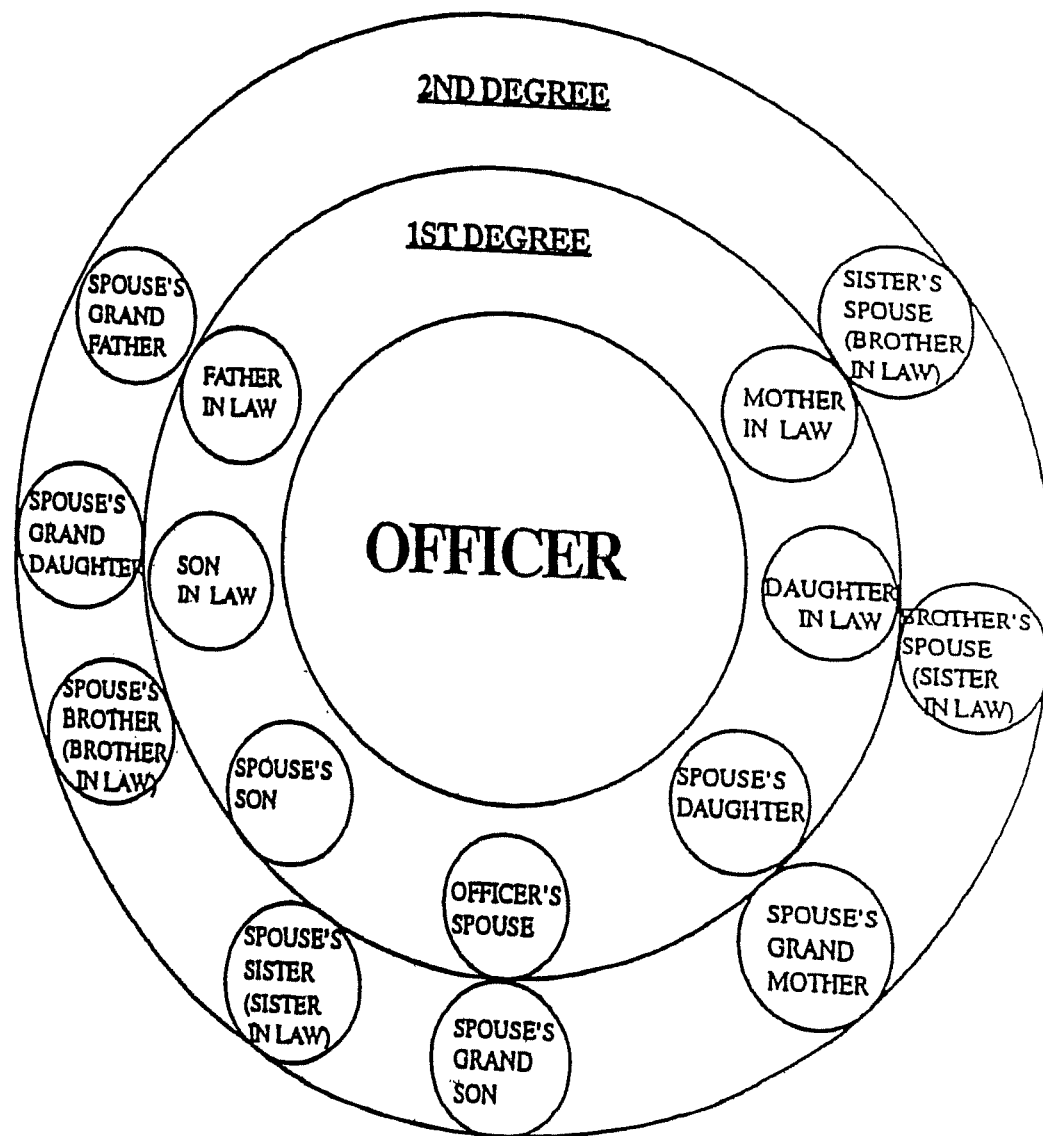 2ND DEGREE
1ST DEGREE
SPOUSE'S
GRAND
FATHER
FATHER
IN LAW
SISTER'S
SPOUSE
(BROTHER
IN LAW)
MOTHER
IN LAW
SPOUSE'S
GRAND
DAUGHTER
SON
IN LAW
OFFICER
DAUGHTER
IN LAW
BROTHER'S
SPOUSE
(SISTER
IN LAW)
SPOUSE'S
BROTHER
(BROTHER
IN LAW)
SPOUSE'S
SON
SPOUSE'S
DAUGHTER
OFFICER'S
SPOUSE
SPOUSE'S
SISTER
(SISTER
IN LAW)
SPOUSE'S
GRAND
SON
SPOUSE'S
GRAND
MOTHER